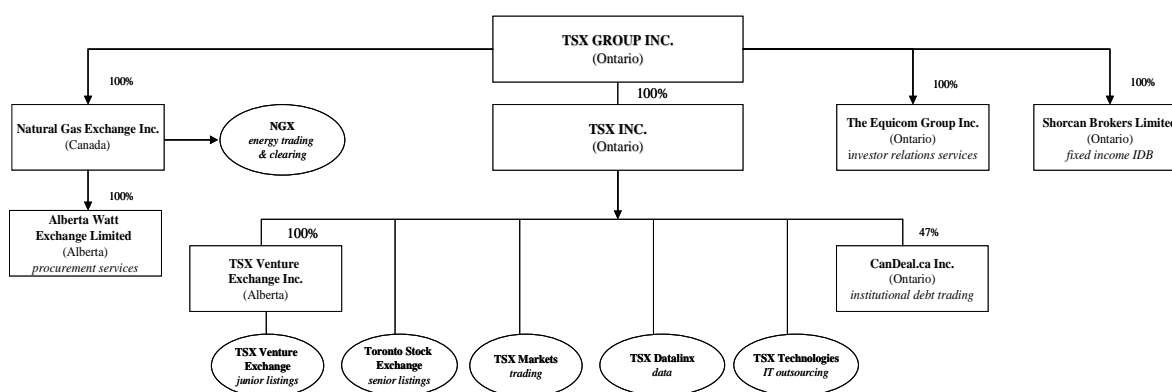 TSX GROUP INC.
(Ontario)
100%
100%
100%
100%
Natural Gas Exchange Inc.
(Canada)
NGX
energy trading
& clearing
TSX INC.
(Ontario)
The Equicom Group Inc.
(Ontario)
investor relations services
Shorcan Brokers Limited
(Ontario)
fixed income IDB
100%
Alberta Watt
Exchange Limited
(Alberta)
procurement services
100%
TSX Venture
Exchange Inc.
(Alberta)
47%
CanDeal.ca Inc.
(Ontario)
institutional debt trading
TSX Venture
Exchange
junior listings
Toronto Stock
Exchange
senior listings
TSX Markets
trading
TSX Datalinx
data
TSX Technologies
IT outsourcing